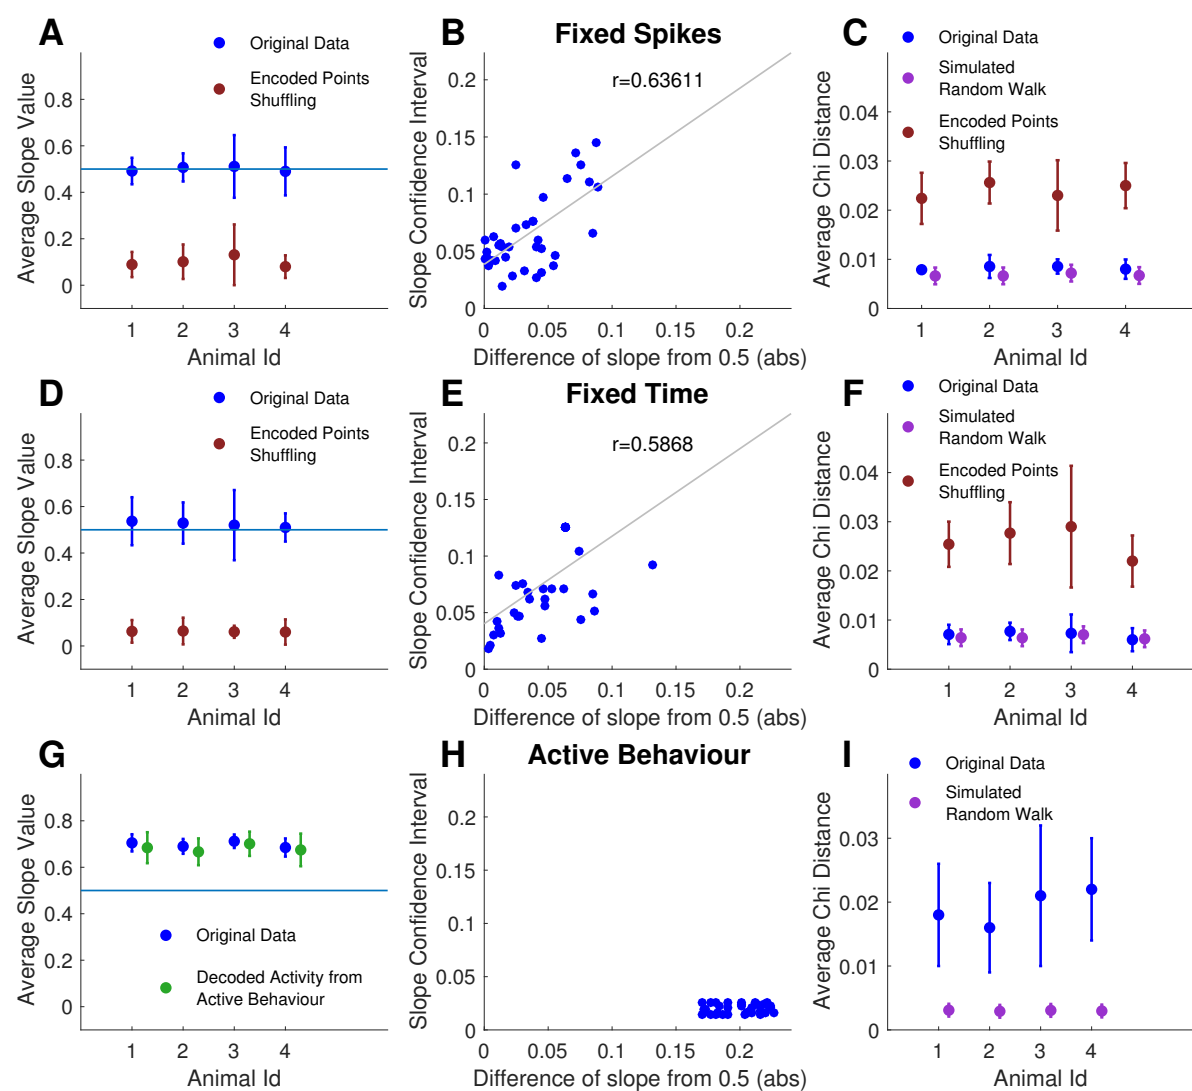 A
Original Data
Encoded Points
Shuffling
Average Slope Value
0.8
0.6
0.4
0.2
0
1 2 3 4
Animal Id
B
Fixed Spikes
r=0.63611
Slope Confidence Interval
0.2
0.15
0.1
0.05
0
0 0.05 0.1 0.15 0.2
Difference of slope from 0.5 (abs)
C
Original Data
Simulated
Random Walk
Encoded Points
Shuffling
Average Chi Distance
0.04
0.03
0.02
0.01
0
1 2 3 4
Animal Id
D
Original Data
Encoded Points
Shuffling
Average Slope Value
0.8
0.6
0.4
0.2
0
1 2 3 4
Animal Id
E
Fixed Time
r=0.5868
Slope Confidence Interval
0.2
0.15
0.1
0.05
0
0 0.05 0.1 0.15 0.2
Difference of slope from 0.5 (abs)
F
Original Data
Simulated
Random Walk
Encoded Points
Shuffling
Average Chi Distance
0.04
0.03
0.02
0.01
0
1 2 3 4
Animal Id
G
Average Slope Value
0.8
0.6
0.4
0.2
0
Original Data
Decoded Activity from
Active Behaviour
1 2 3 4
Animal Id
H
Active Behaviour
Slope Confidence Interval
0.2
0.15
0.1
0.05
0
0 0.05 0.1 0.15 0.2
Difference of slope from 0.5 (abs)
I
Original Data
Simulated
Random Walk
Average Chi Distance
0.03
0.02
0.01
0
1 2 3 4
Animal Id